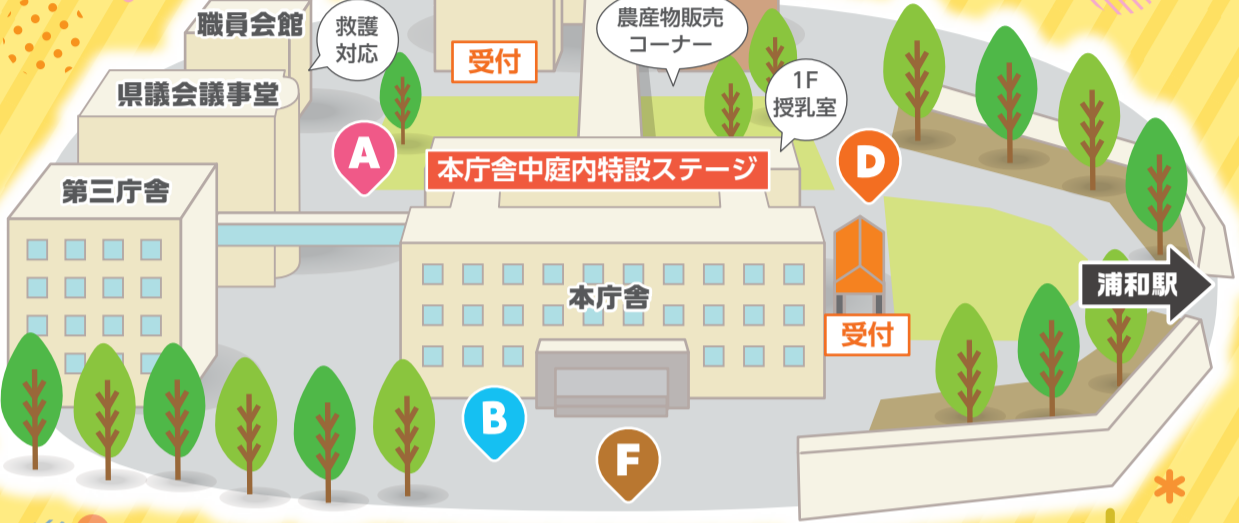 職員会館
救護
対応
受付
農産物販売
コーナー
県議会議事堂
1F
授乳室
A
本庁舎中庭内特設ステージ
D
第三庁舎
浦和駅
本庁舎
受付
B
F